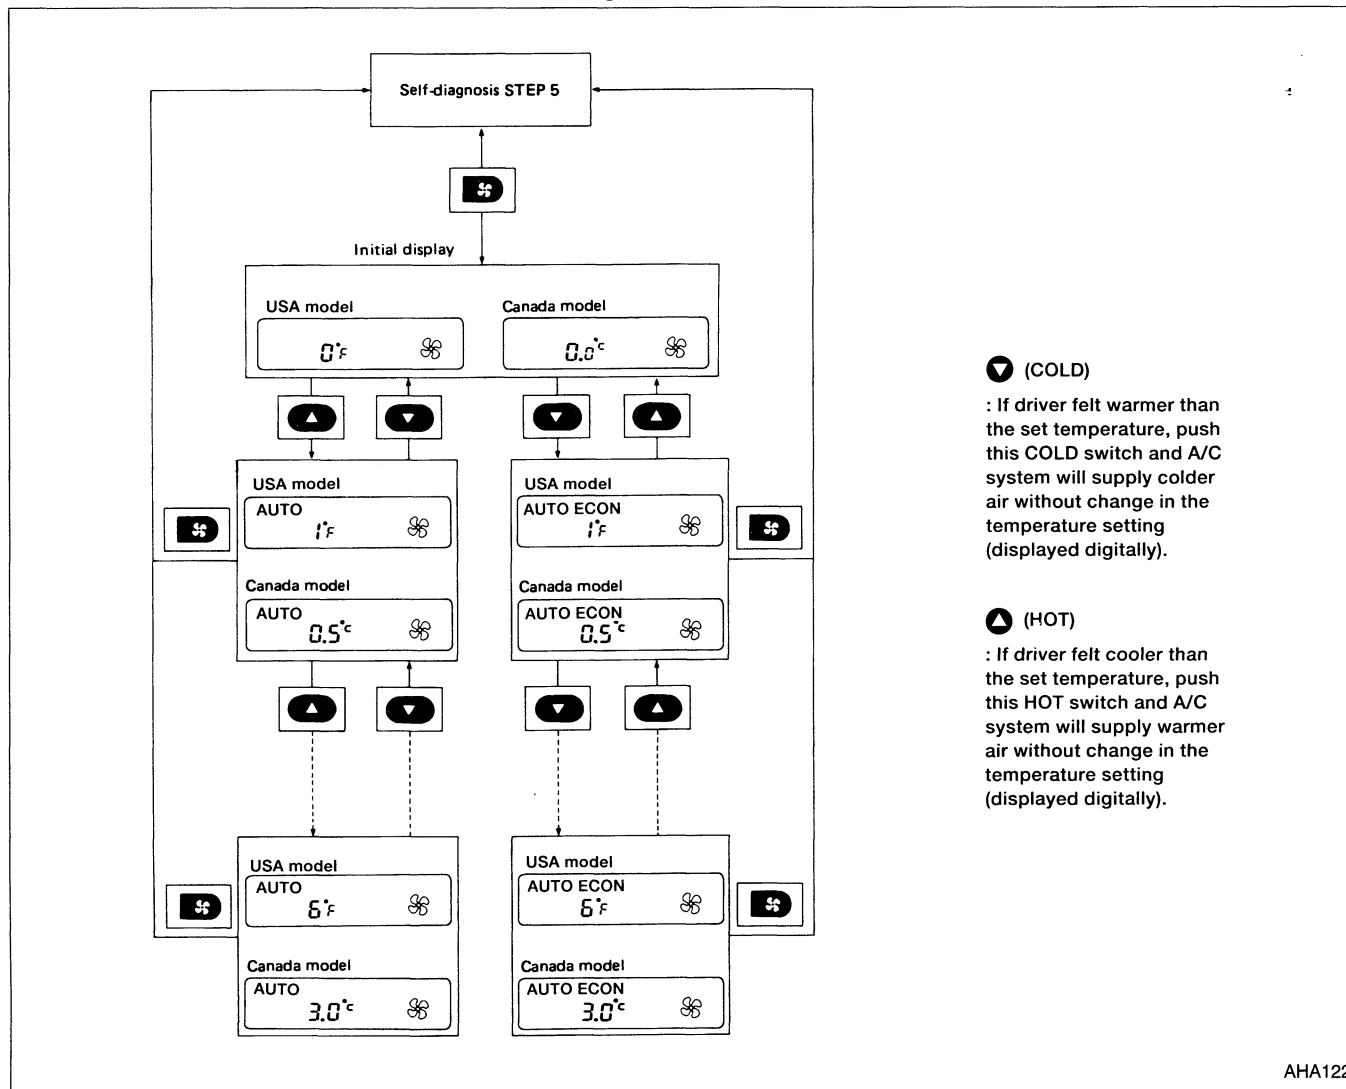 Self-diagnosis STEP 5
Initial display
USA model
0°F
Canada model
0.0°C
USA model
AUTO
1°F
Canada model
AUTO
0.5°C
USA model
AUTO ECON
1°F
Canada model
AUTO ECON
0.5°C
USA model
AUTO
6°F
Canada model
AUTO
3.0°C
USA model
AUTO ECON
6°F
Canada model
AUTO ECON
3.0°C
(COLD)
: If driver felt warmer than
the set temperature, push
this COLD switch and A/C
system will supply colder
air without change in the
temperature setting
(displayed digitally).
(HOT)
: If driver felt cooler than
the set temperature, push
this HOT switch and A/C
system will supply warmer
air without change in the
temperature setting
(displayed digitally).
AHA122